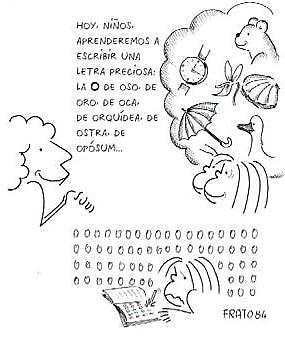 HOY, NIÑOS,
APRENDEREMOS A
ESCRIBIR UNA
LETRA PRECIOSA:
LA O DE OSO, DE
ORO, DE OCA,
DE ORQUÍDEA, DE
OSTRA, DE
OPÓSUM...
O O O O O O O O O O O O O O O O O O
O O O O O O O O O O O O O O O O O O
O O O O O O O O O O O O O O O O
O O O O O O O O O O O
O O
FRATO 84